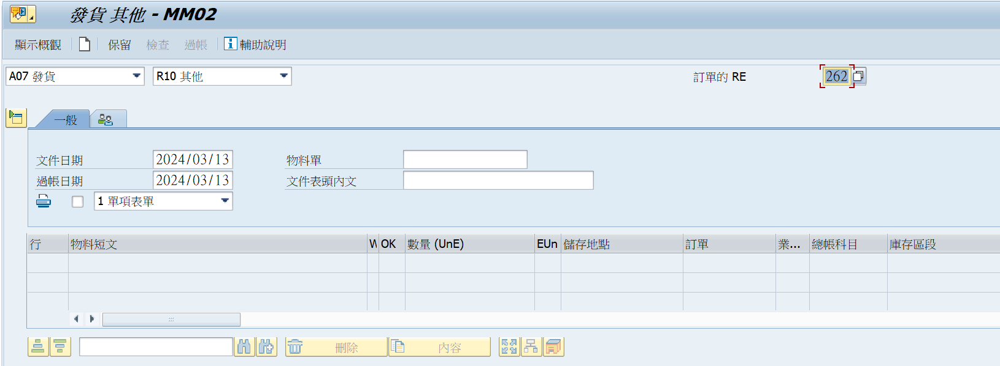 發貨 其他 - MM02
顯示概觀 保留 檢查 過帳 輔助說明
A07 發貨 R10 其他 訂單的 RE 262
一般
文件日期 2024/03/13 物料單
過帳日期 2024/03/13 文件表頭內文
1 單項表單
行 物料短文 W OK 數量 (UnE) EUn 儲存地點 訂單 業... 總帳科目 庫存區段
刪除 內容